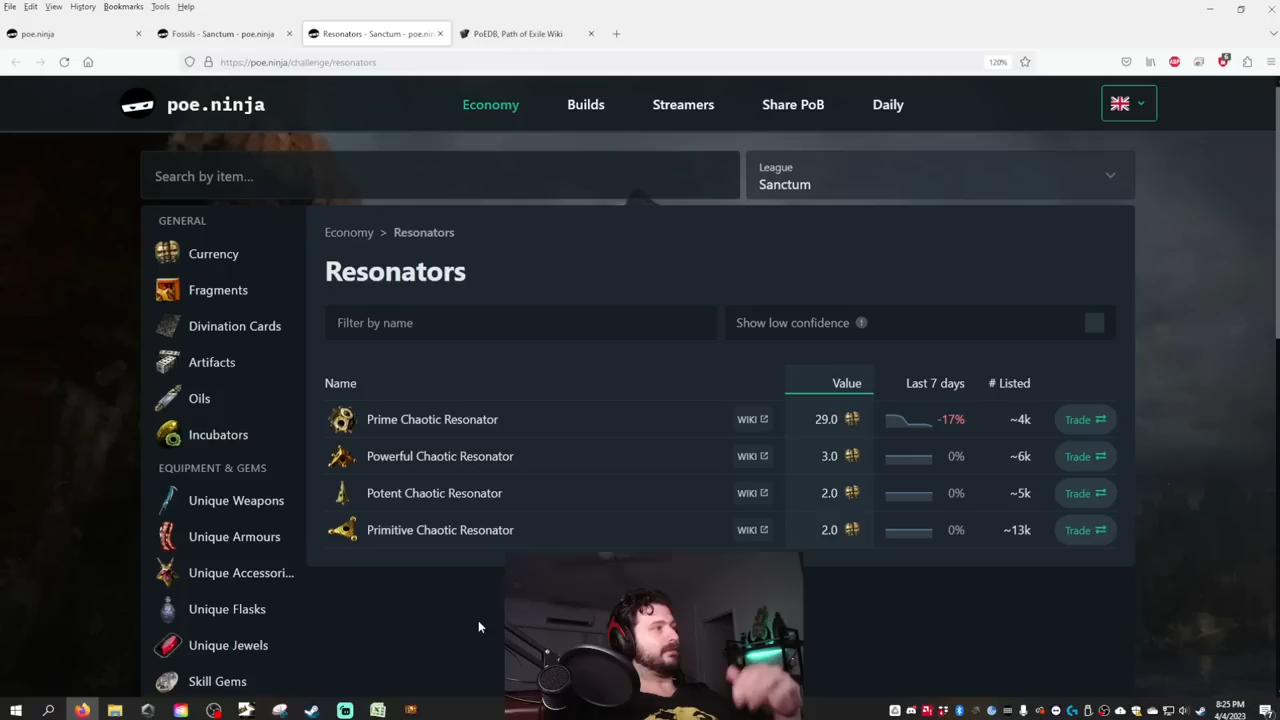 File Edit View History Bookmarks Tools Help
poe.ninja
Fossils - Sanctum - poe.ninja
Resonators - Sanctum - poe.nin
PoEDB, Path of Exile Wiki
https://poe.ninja/challenge/resonators
120%
poe.ninja
Economy
Builds
Streamers
Share PoB
Daily
Search by item...
League
Sanctum
GENERAL
Currency
Fragments
Divination Cards
Artifacts
Oils
Incubators
EQUIPMENT & GEMS
Unique Weapons
Unique Armours
Unique Accessori...
Unique Flasks
Unique Jewels
Skill Gems
Economy > Resonators
Resonators
Filter by name
Show low confidence
Name Value Last 7 days # Listed
Prime Chaotic Resonator WIKI 29.0 -17% ~4k Trade
Powerful Chaotic Resonator WIKI 3.0 0% ~6k Trade
Potent Chaotic Resonator WIKI 2.0 0% ~5k Trade
Primitive Chaotic Resonator WIKI 2.0 0% ~13k Trade
8:25 PM
4/4/2023